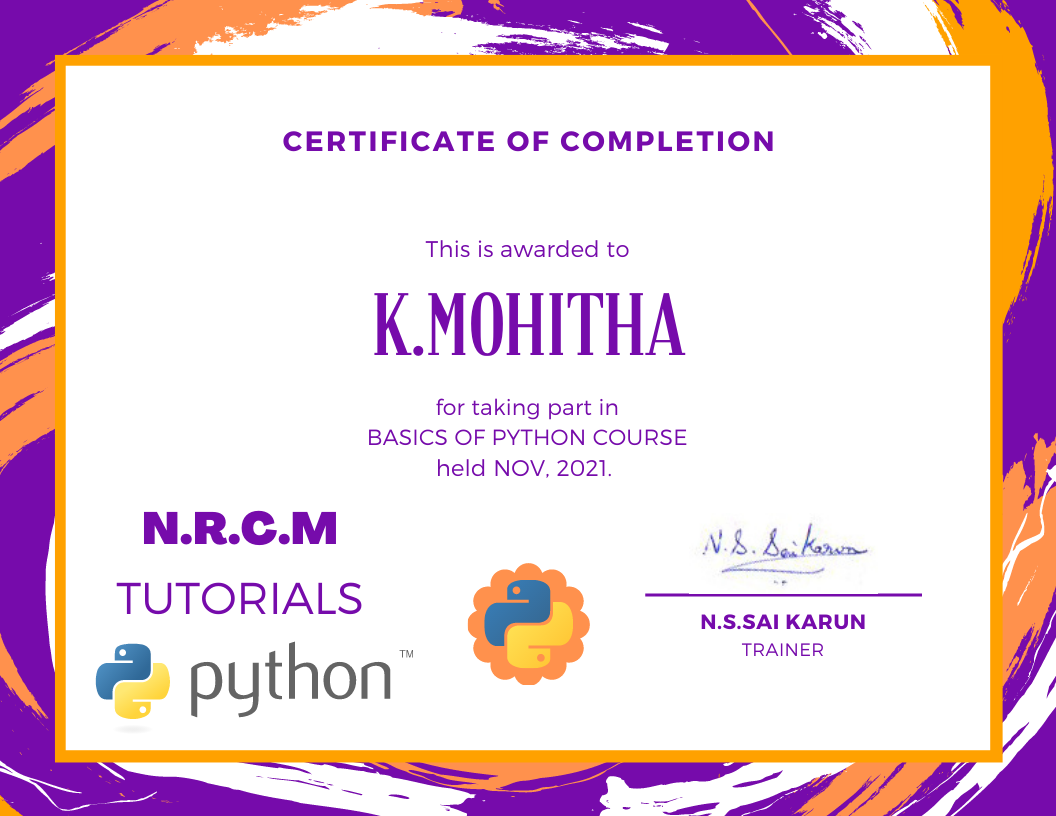 CERTIFICATE OF COMPLETION
This is awarded to
K.MOHITHA
for taking part in
BASICS OF PYTHON COURSE
held NOV, 2021.
N.R.C.M
TUTORIALS
python™
N.S. Sai Karun
N.S.SAI KARUN
TRAINER